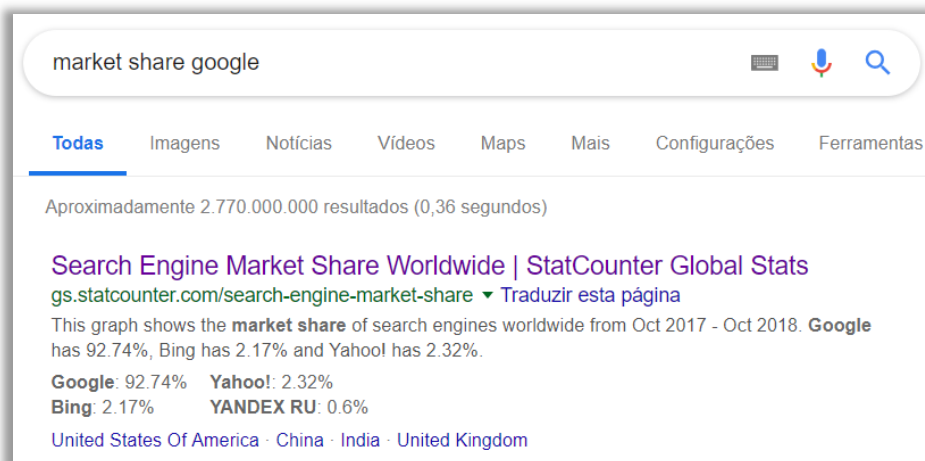 market share google
Todas Imagens Notícias Vídeos Maps Mais Configurações Ferramentas
Aproximadamente 2.770.000.000 resultados (0,36 segundos)
Search Engine Market Share Worldwide | StatCounter Global Stats
gs.statcounter.com/search-engine-market-share ▾ Traduzir esta página
This graph shows the market share of search engines worldwide from Oct 2017 - Oct 2018. Google
has 92.74%, Bing has 2.17% and Yahoo! has 2.32%.
Google: 92.74% Yahoo!: 2.32%
Bing: 2.17% YANDEX RU: 0.6%
United States Of America · China · India · United Kingdom